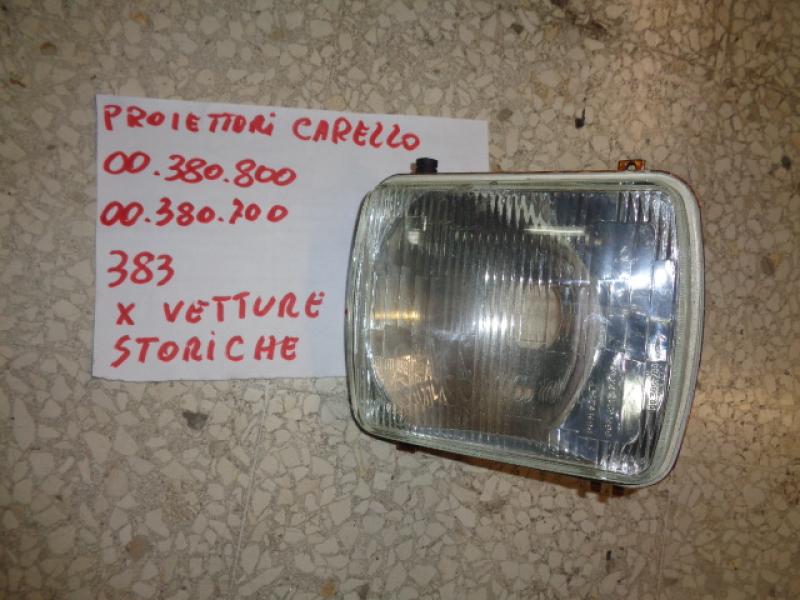 PROIETTORI CARELLO
00.380.800
00.380.700
383
X VETTURE
STORICHE